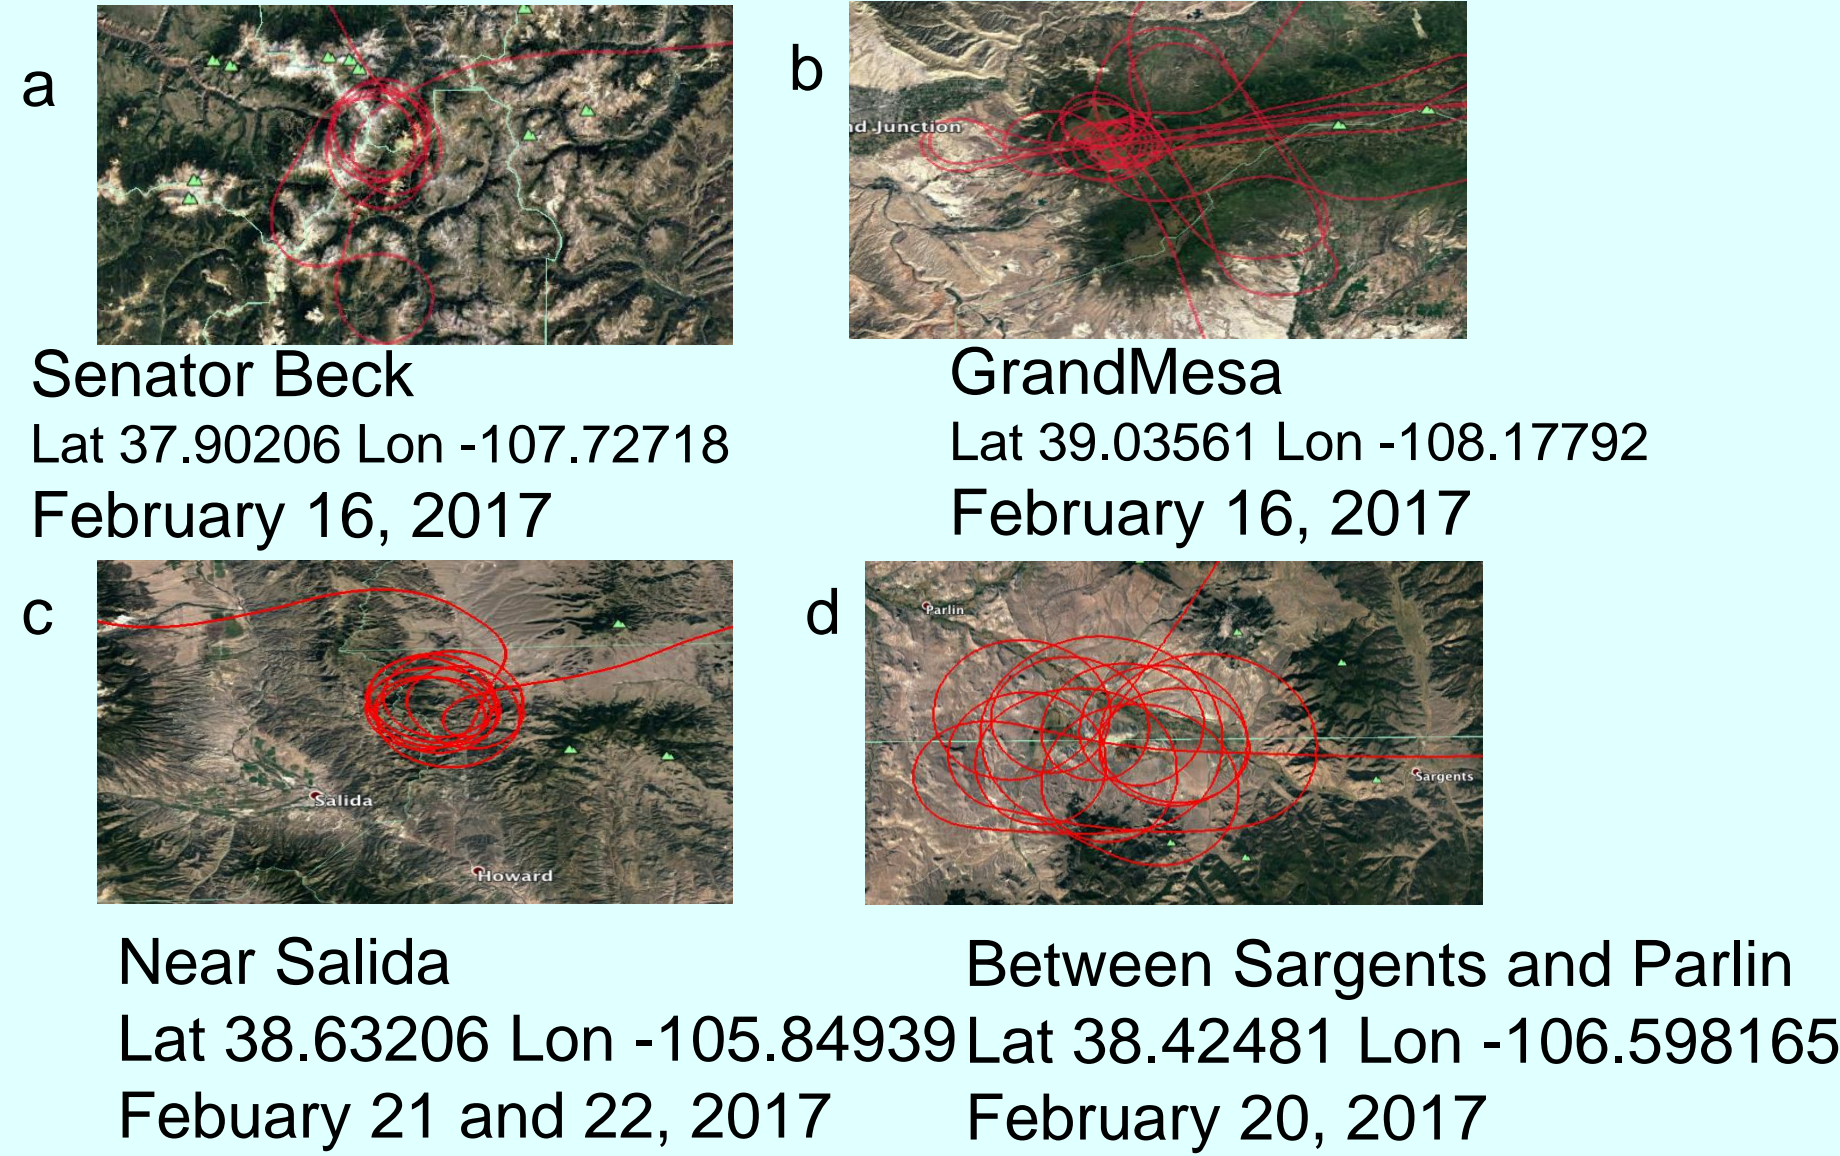 a
b
nd Junction
Senator Beck
Lat 37.90206 Lon -107.72718
February 16, 2017
GrandMesa
Lat 39.03561 Lon -108.17792
February 16, 2017
c
Salida
Howard
d
Parlin
Sargents
Near Salida
Lat 38.63206 Lon -105.84939
Febuary 21 and 22, 2017
Between Sargents and Parlin
Lat 38.42481 Lon -106.598165
February 20, 2017